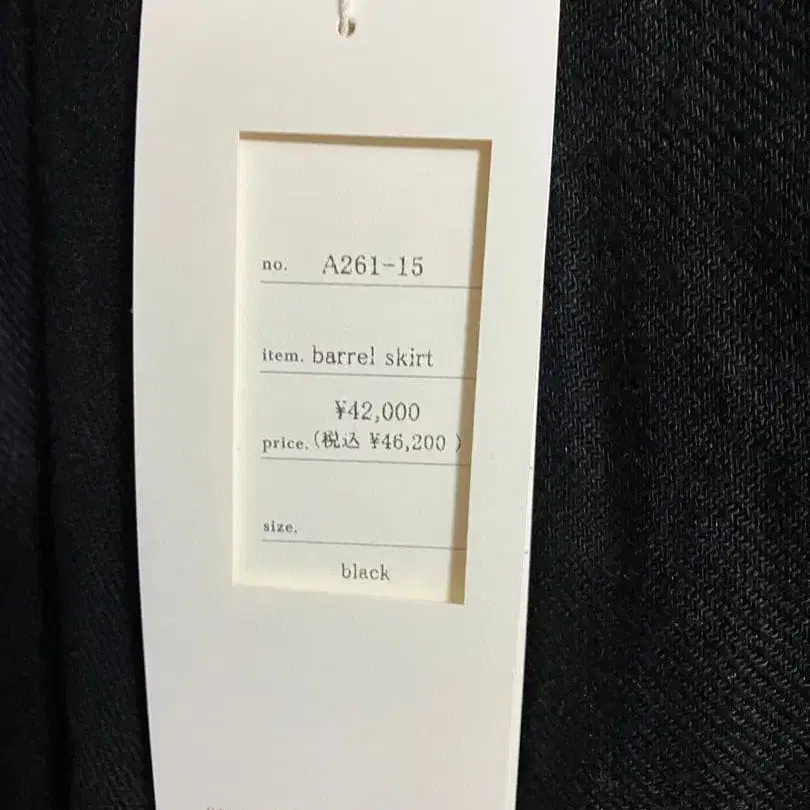 no. A261-15
item. barrel skirt
¥42,000
price. (税込 ¥46,200 )
size.
black